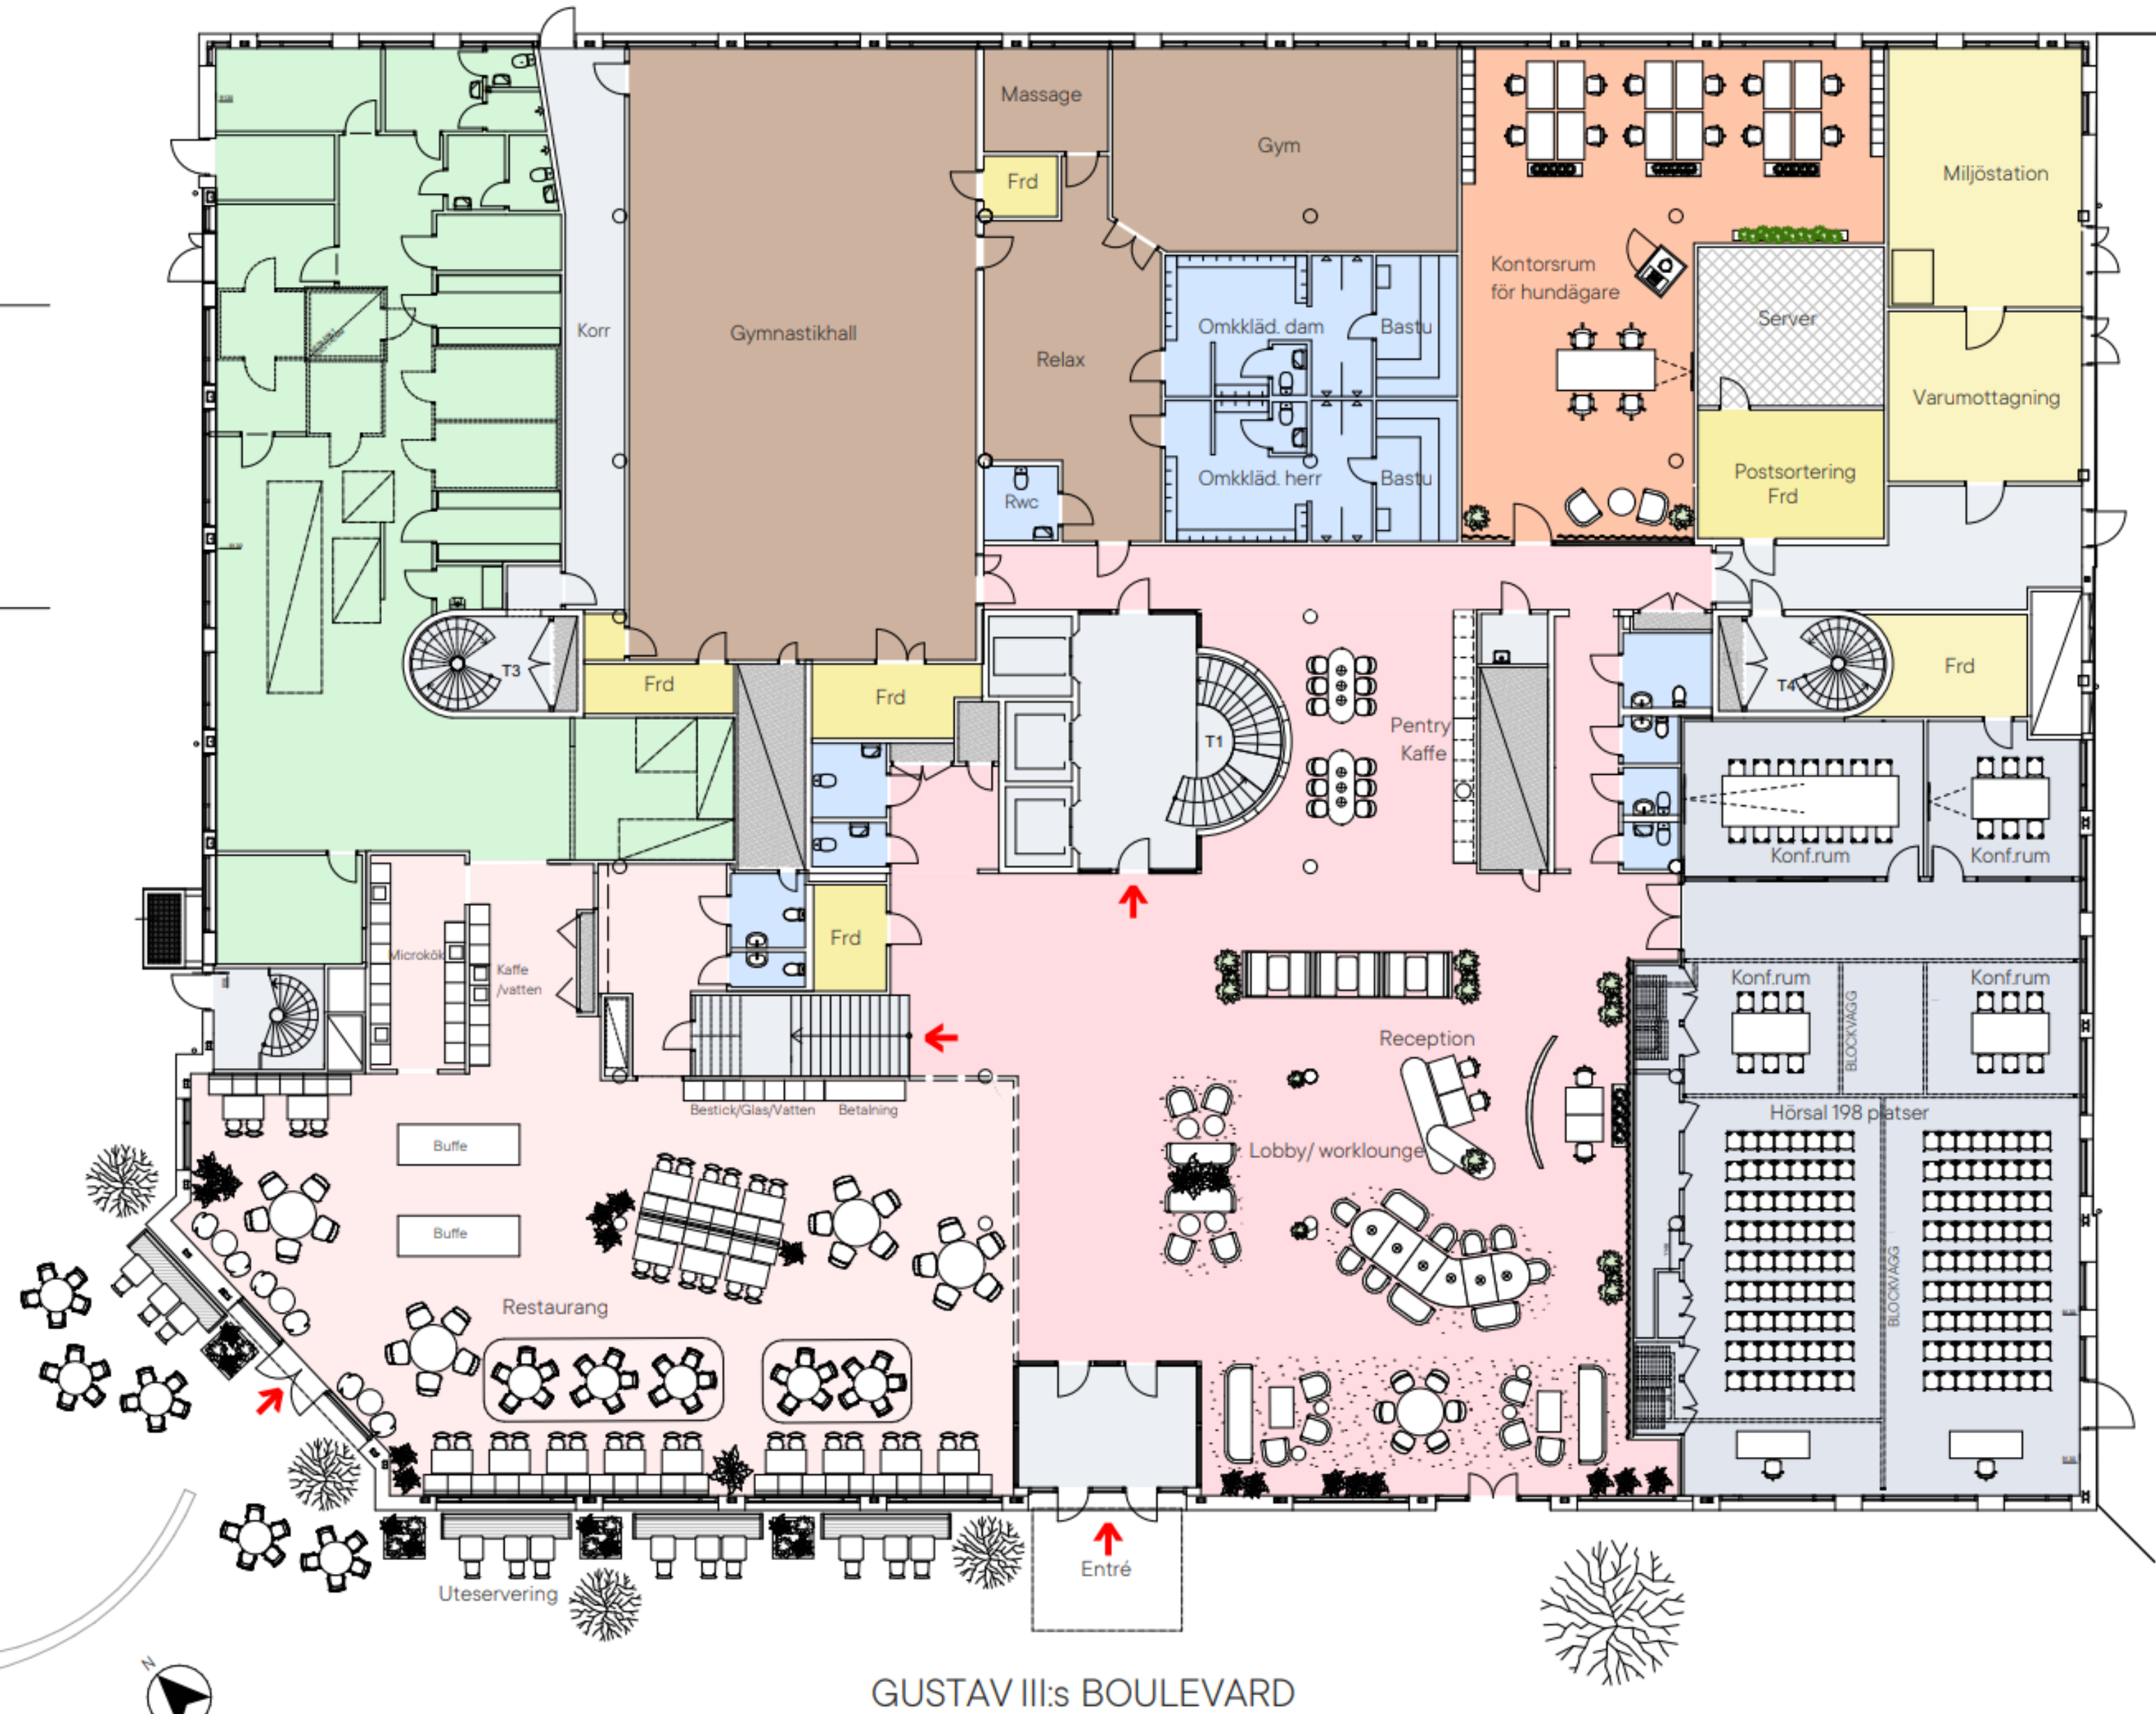 Massage
Gym
Frd
Miljöstation
Kontorsrum
för hundägare
Server
Korr
Gymnastikhall
Omkkläd. dam
Bastu
Relax
Varumottagning
Omkkläd. herr
Bastu
Rwc
Postsortering
Frd
T3
Frd
Frd
T1
Pentry
Kaffe
T4
Frd
Konf.rum
Konf.rum
Microkök
Kaffe
/vatten
Frd
Konf.rum
BLOCKVÄGG
Konf.rum
Reception
Bestick/Glas/Vatten
Betalning
Hörsal 198 platser
Buffe
Lobby/ worklounge
Buffe
BLOCKVÄGG
Restaurang
Uteservering
Entré
N
GUSTAV III:s BOULEVARD